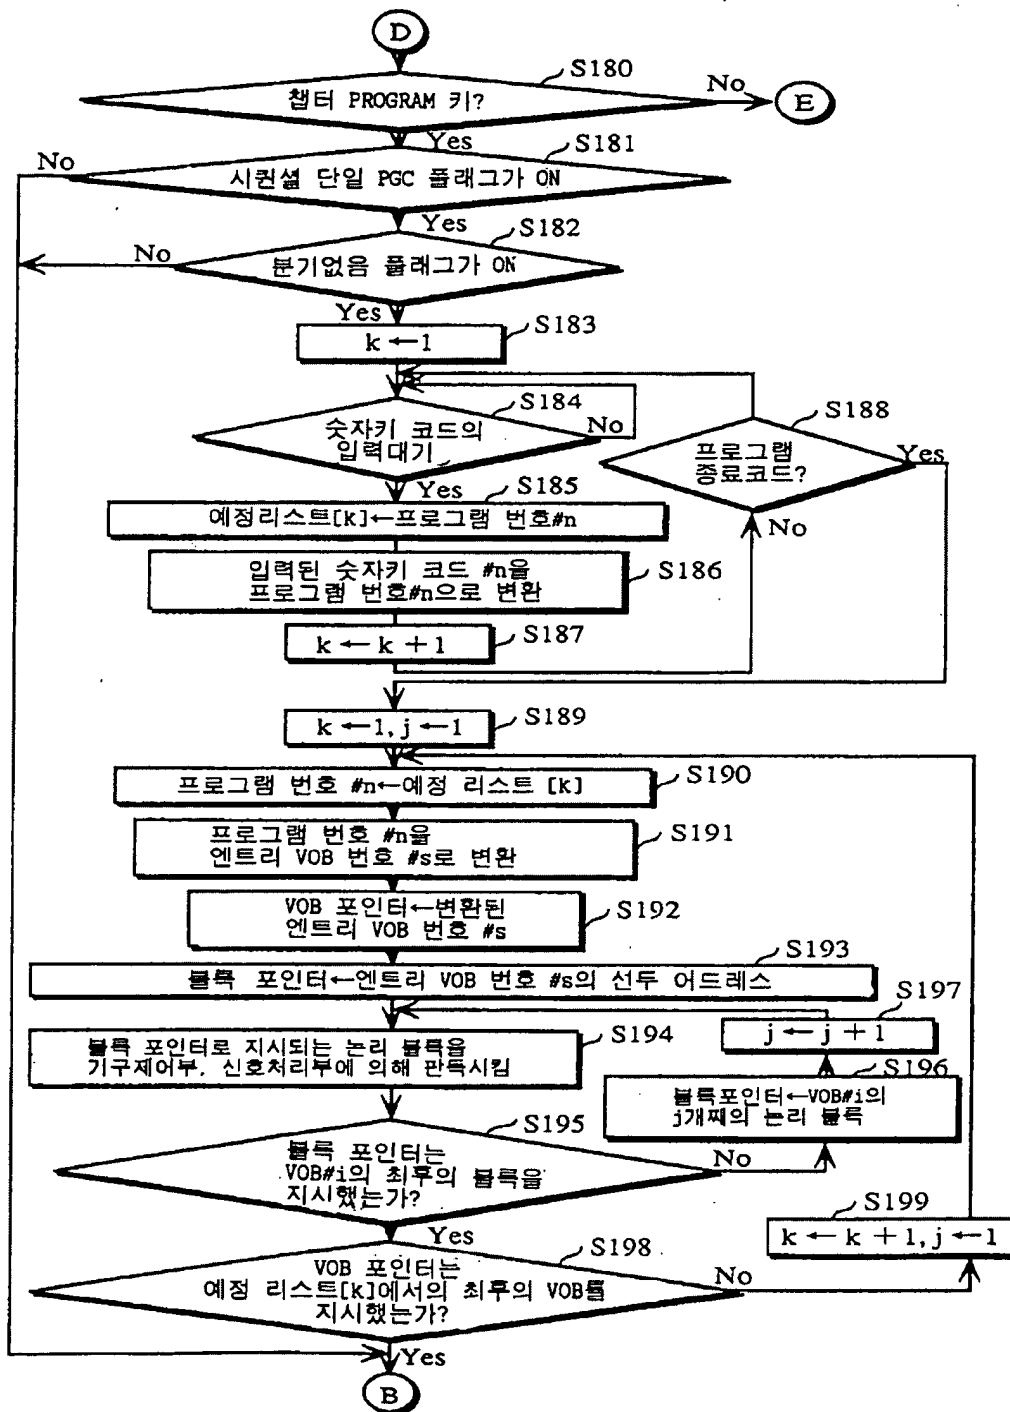 D
S180
챕터 PROGRAM 키?
No
E
Yes
S181
No
시퀀셜 단일 PGC 플래그가 ON
Yes
S182
No
분기없음 플래그가 ON
Yes
S183
k ← 1
S184
숫자키 코드의
입력대기
No
S188
프로그램
종료코드?
Yes
No
Yes
S185
예정리스트[k]←프로그램 번호#n
S186
입력된 숫자키 코드 #n을
프로그램 번호#n으로 변환
S187
k ← k + 1
S189
k ← 1, j ← 1
S190
프로그램 번호 #n←예정 리스트 [k]
S191
프로그램 번호 #n을
엔트리 VOB 번호 #s로 변환
S192
VOB 포인터←변환된
엔트리 VOB 번호 #s
S193
블록 포인터←엔트리 VOB 번호 #s의 선두 어드레스
S197
j ← j + 1
S194
블록 포인터로 지시되는 논리 블록을
기구제어부, 신호처리부에 의해 판독시킴
S196
블록포인터←VOB#i의
j개째의 논리 블록
S195
블록 포인터는
VOB#i의 최후의 블록을
지시했는가?
No
Yes
S199
k ← k + 1, j ← 1
S198
VOB 포인터는
예정 리스트[k]에서의 최후의 VOB를
지시했는가?
No
Yes
B